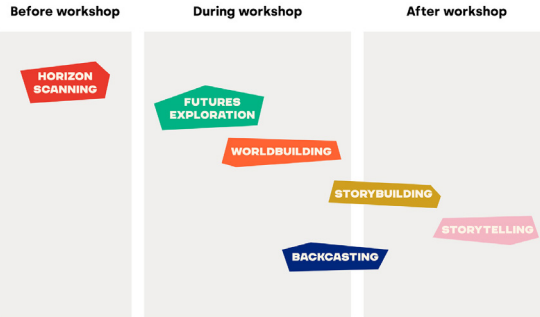 Before workshop
During workshop
After workshop
HORIZON
SCANNING
FUTURES
EXPLORATION
WORLDBUILDING
STORYBUILDING
STORYTELLING
BACKCASTING